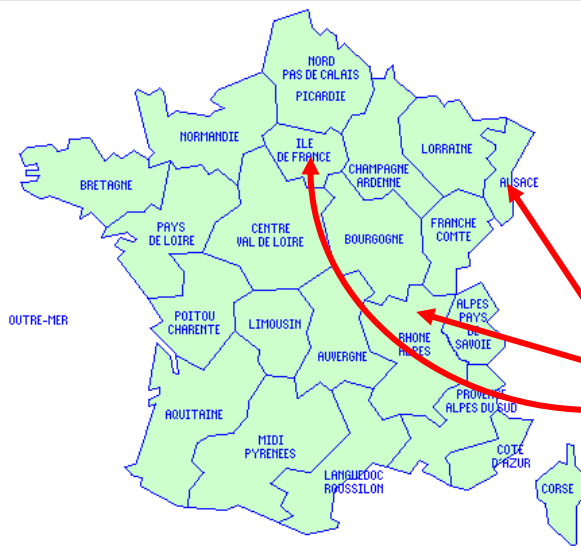 NORD
PAS DE CALAIS
PICARDIE
NORMANDIE
ILE
DE FRANCE
LORRAINE
CHAMPAGNE
ARDENNE
ALSACE
BRETAGNE
PAYS
DE LOIRE
CENTRE
VAL DE LOIRE
BOURGOGNE
FRANCHE
COMTE
OUTRE-MER
POITOU
CHARENTE
LIMOUSIN
AUVERGNE
RHONE
ALPES
ALPES
PAYS
DE
SAVOIE
PROVENCE
ALPES DU SUD
AQUITAINE
MIDI
PYRENEES
LANGUEDOC
ROUSSILON
COTE
D'AZUR
CORSE